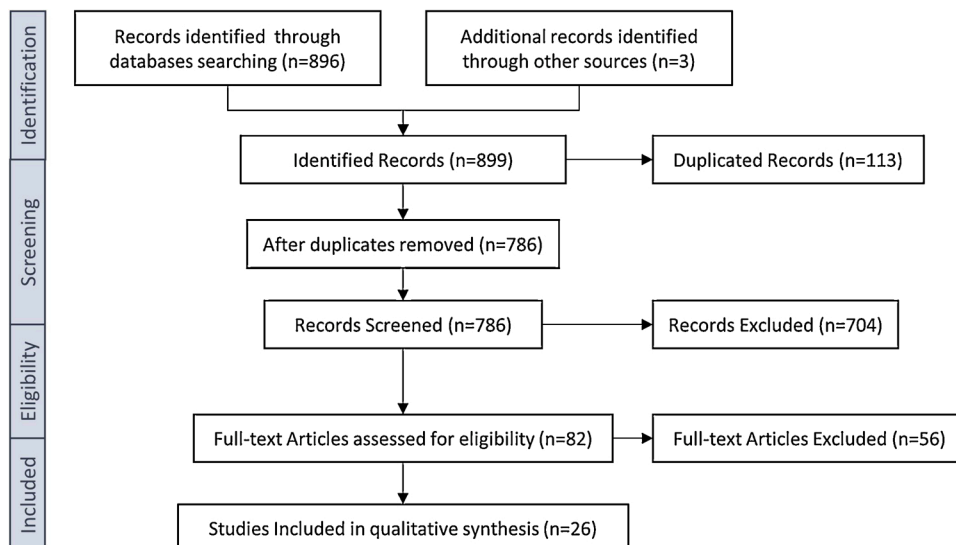 Identification
Records identified through
databases searching (n=896)
Additional records identified
through other sources (n=3)
Identified Records (n=899)
Duplicated Records (n=113)
Screening
After duplicates removed (n=786)
Records Screened (n=786)
Records Excluded (n=704)
Eligibility
Full-text Articles assessed for eligibility (n=82)
Full-text Articles Excluded (n=56)
Included
Studies Included in qualitative synthesis (n=26)